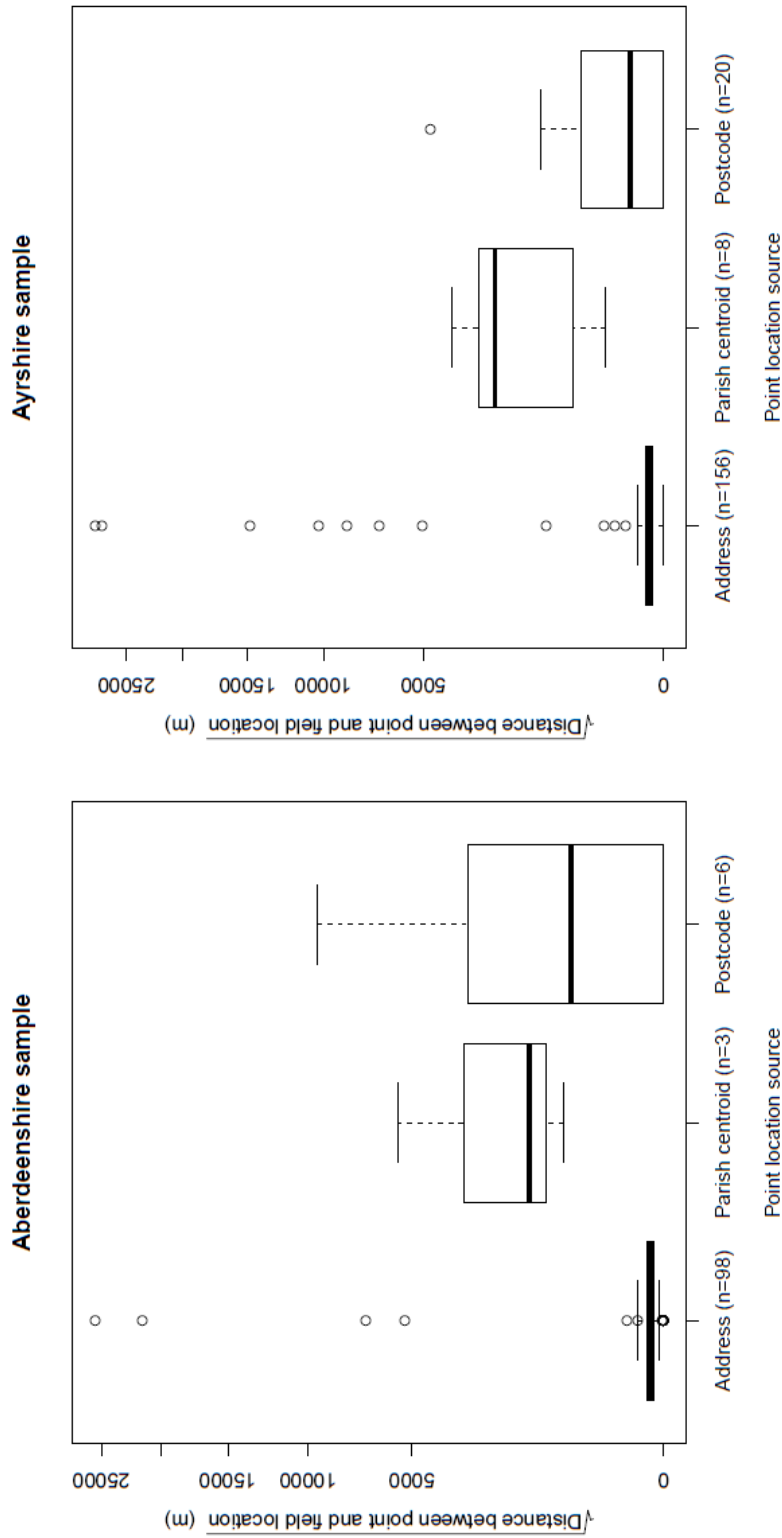 Aberdeenshire sample
√Distance between point and field location (m)
25000
15000
10000
5000
0
Address (n=98)
Parish centroid (n=3)
Postcode (n=6)
Point location source
Ayrshire sample
√Distance between point and field location (m)
25000
15000
10000
5000
0
Address (n=156)
Parish centroid (n=8)
Postcode (n=20)
Point location source